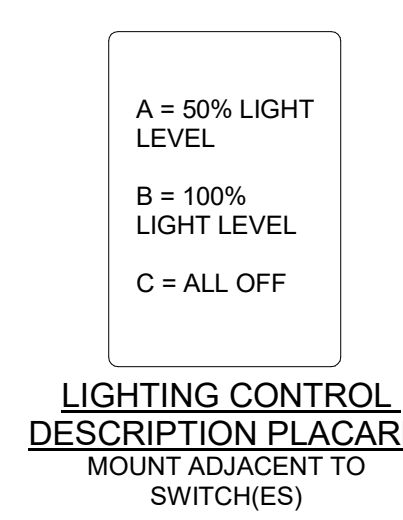 A = 50% LIGHT
LEVEL
B = 100%
LIGHT LEVEL
C = ALL OFF
LIGHTING CONTROL
DESCRIPTION PLACAR
MOUNT ADJACENT TO
SWITCH(ES)